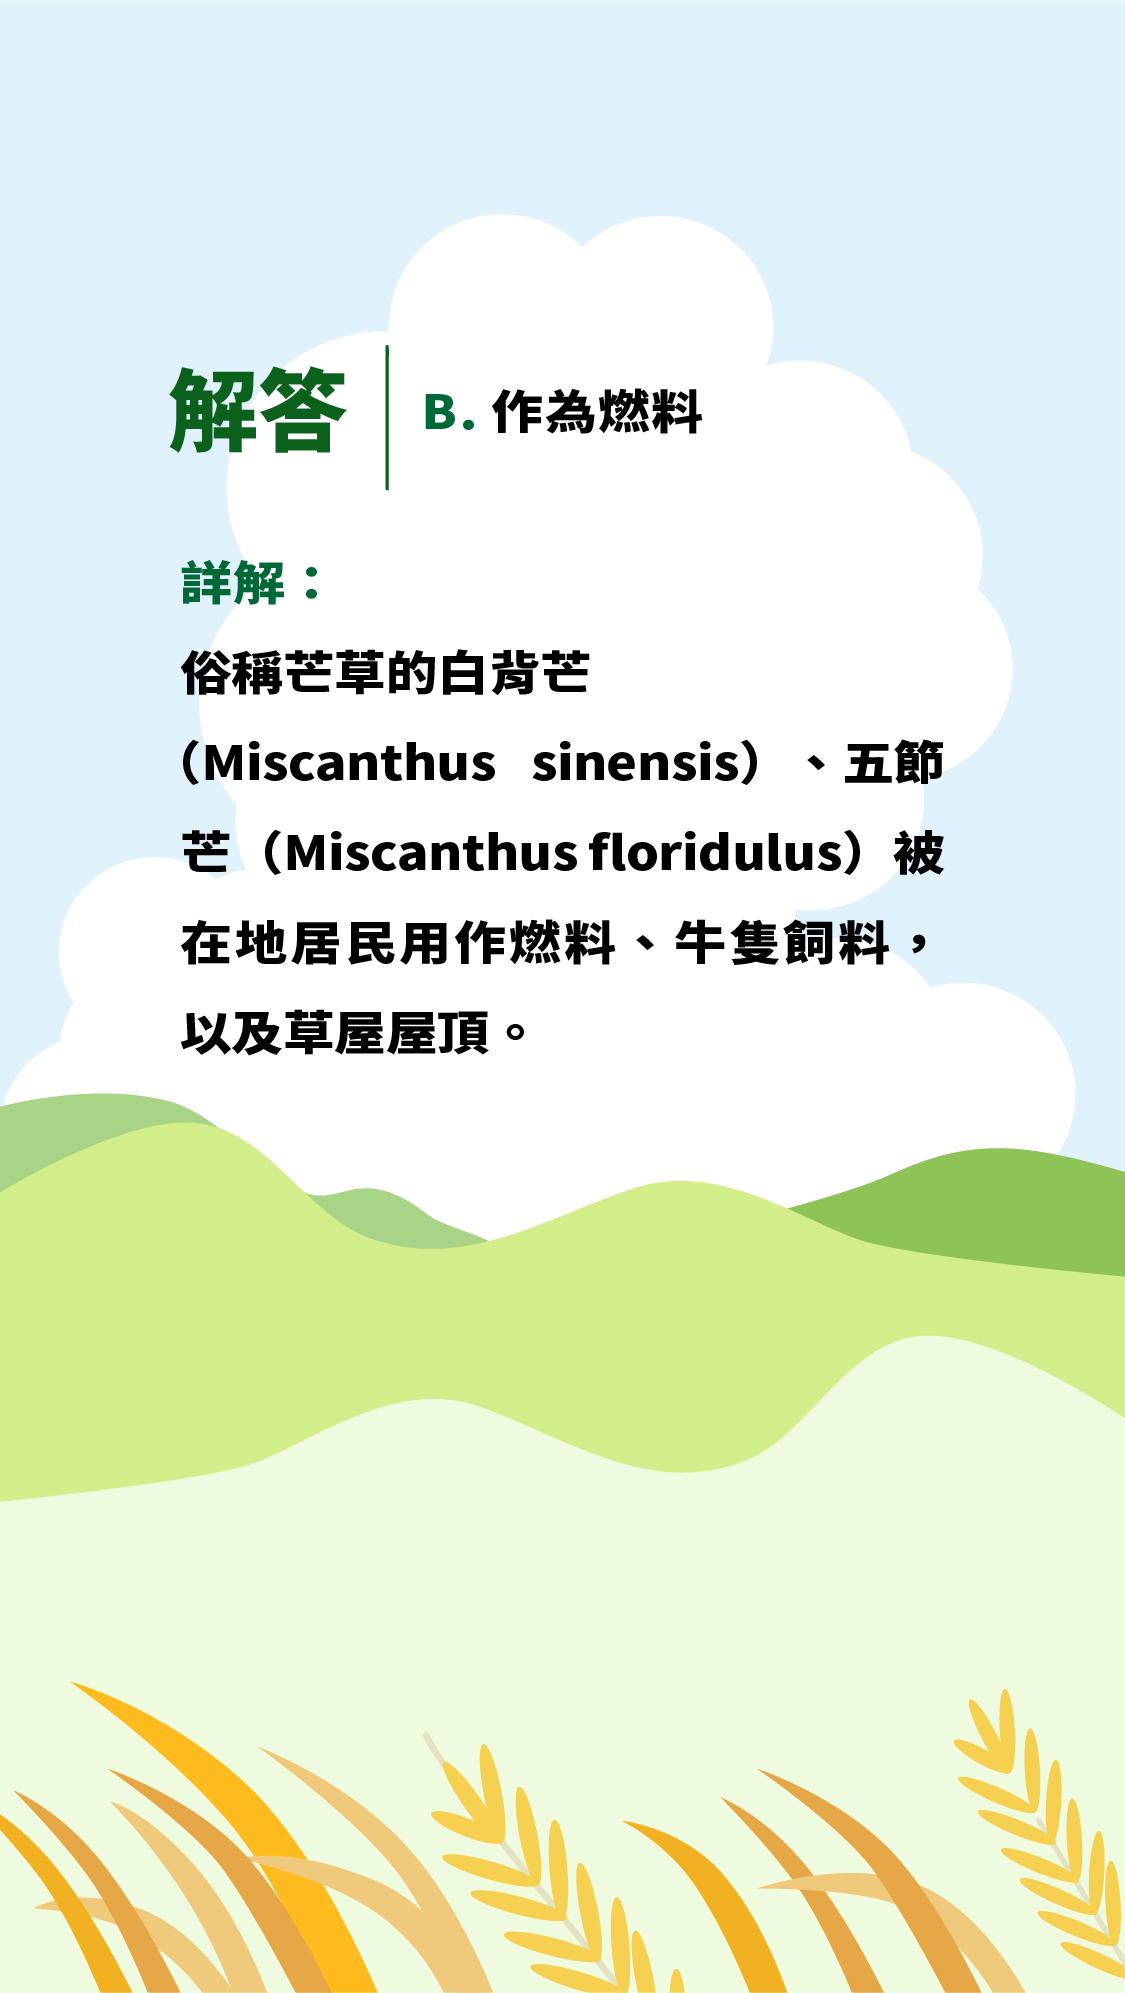 解答
B. 作為燃料
詳解：
俗稱芒草的白背芒
（Miscanthus sinensis）、五節
芒（Miscanthus floridulus）被
在地居民用作燃料、牛隻飼料，
以及草屋屋頂。